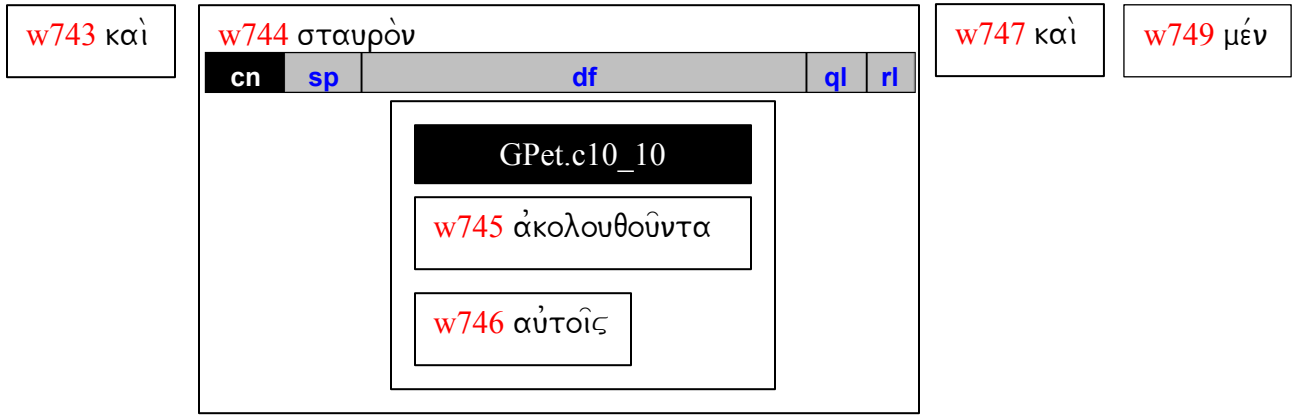 w743 καὶ
w744 σταυρὸν
w747 καὶ
w749 μέν
cn sp df ql rl
GPet.c10_10
w745 ἀκολουθοῦντα
w746 αὐτοῖς